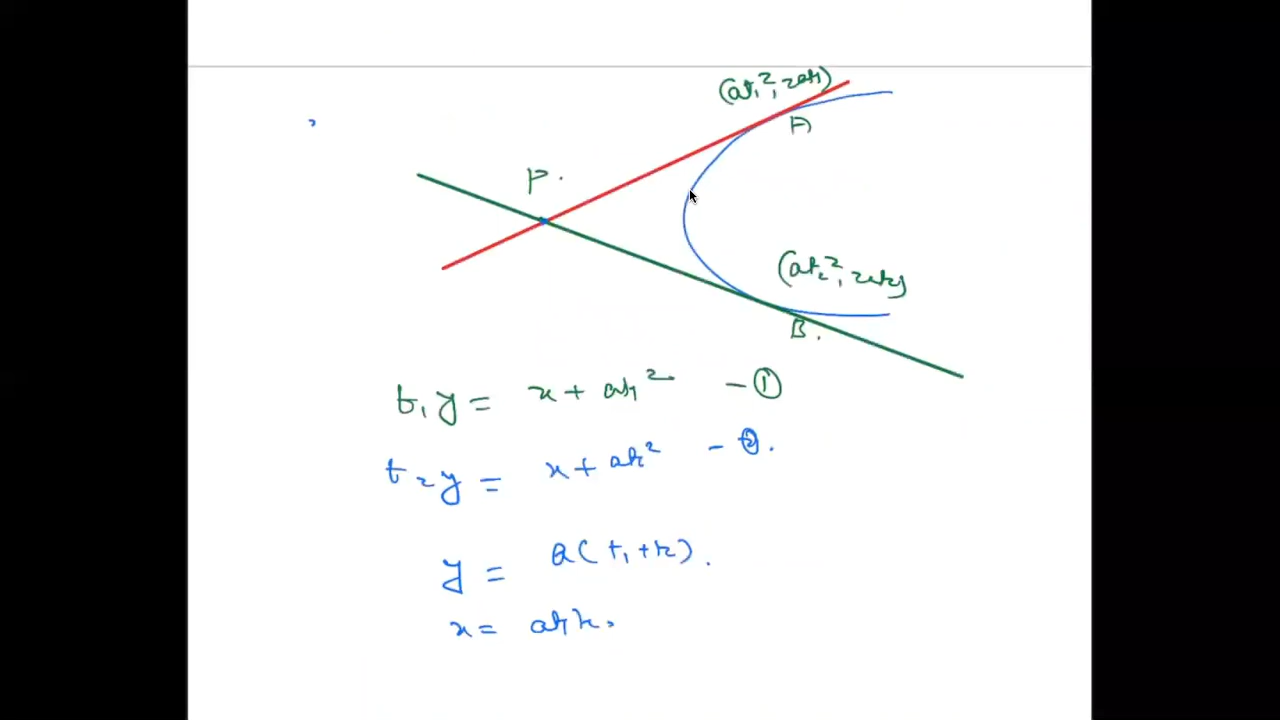 (at₁², 2at₁)
A
P.
(at₂², 2at₂)
B.
t₁y = x + at₁² - ①
t₂y = x + at₂² - ②.
y = a(t₁+t₂).
x = at₁t₂.